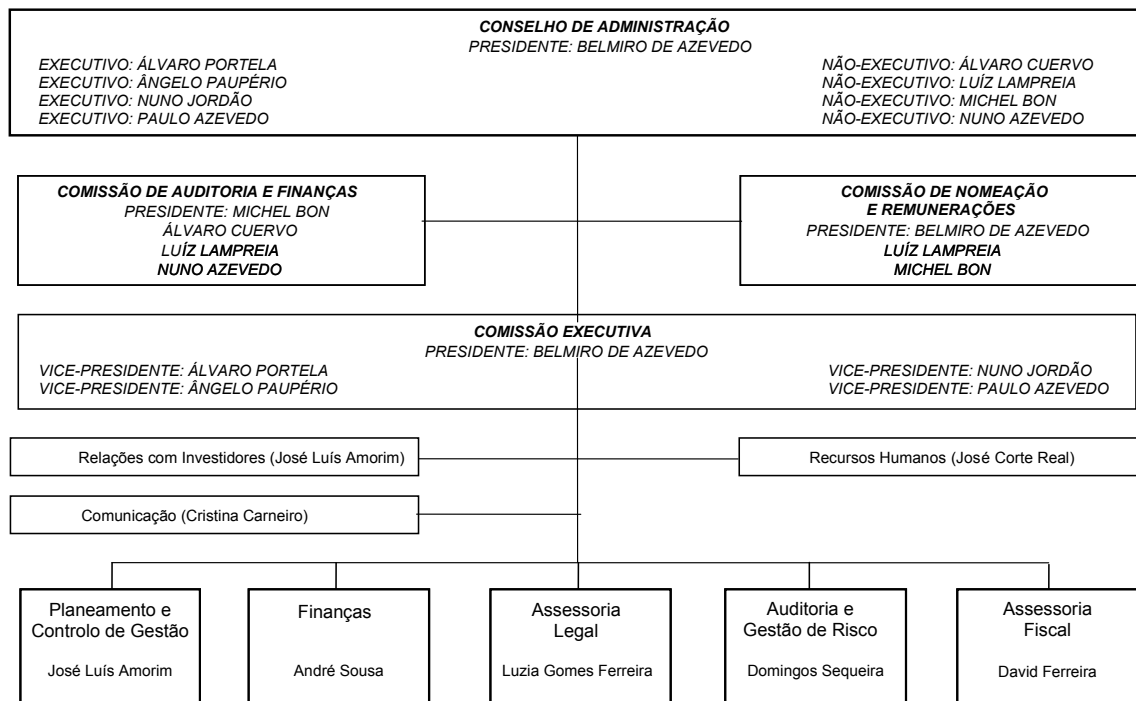 CONSELHO DE ADMINISTRAÇÃO
PRESIDENTE: BELMIRO DE AZEVEDO
EXECUTIVO: ÁLVARO PORTELA
EXECUTIVO: ÂNGELO PAUPÉRIO
EXECUTIVO: NUNO JORDÃO
EXECUTIVO: PAULO AZEVEDO
NÃO-EXECUTIVO: ÁLVARO CUERVO
NÃO-EXECUTIVO: LUÍZ LAMPREIA
NÃO-EXECUTIVO: MICHEL BON
NÃO-EXECUTIVO: NUNO AZEVEDO
COMISSÃO DE AUDITORIA E FINANÇAS
PRESIDENTE: MICHEL BON
ÁLVARO CUERVO
LUÍZ LAMPREIA
NUNO AZEVEDO
COMISSÃO DE NOMEAÇÃO
E REMUNERAÇÕES
PRESIDENTE: BELMIRO DE AZEVEDO
LUÍZ LAMPREIA
MICHEL BON
COMISSÃO EXECUTIVA
PRESIDENTE: BELMIRO DE AZEVEDO
VICE-PRESIDENTE: ÁLVARO PORTELA
VICE-PRESIDENTE: ÂNGELO PAUPÉRIO
VICE-PRESIDENTE: NUNO JORDÃO
VICE-PRESIDENTE: PAULO AZEVEDO
Relações com Investidores (José Luís Amorim)
Recursos Humanos (José Corte Real)
Comunicação (Cristina Carneiro)
Planeamento e
Controlo de Gestão
José Luís Amorim
Finanças
André Sousa
Assessoria
Legal
Luzia Gomes Ferreira
Auditoria e
Gestão de Risco
Domingos Sequeira
Assessoria
Fiscal
David Ferreira